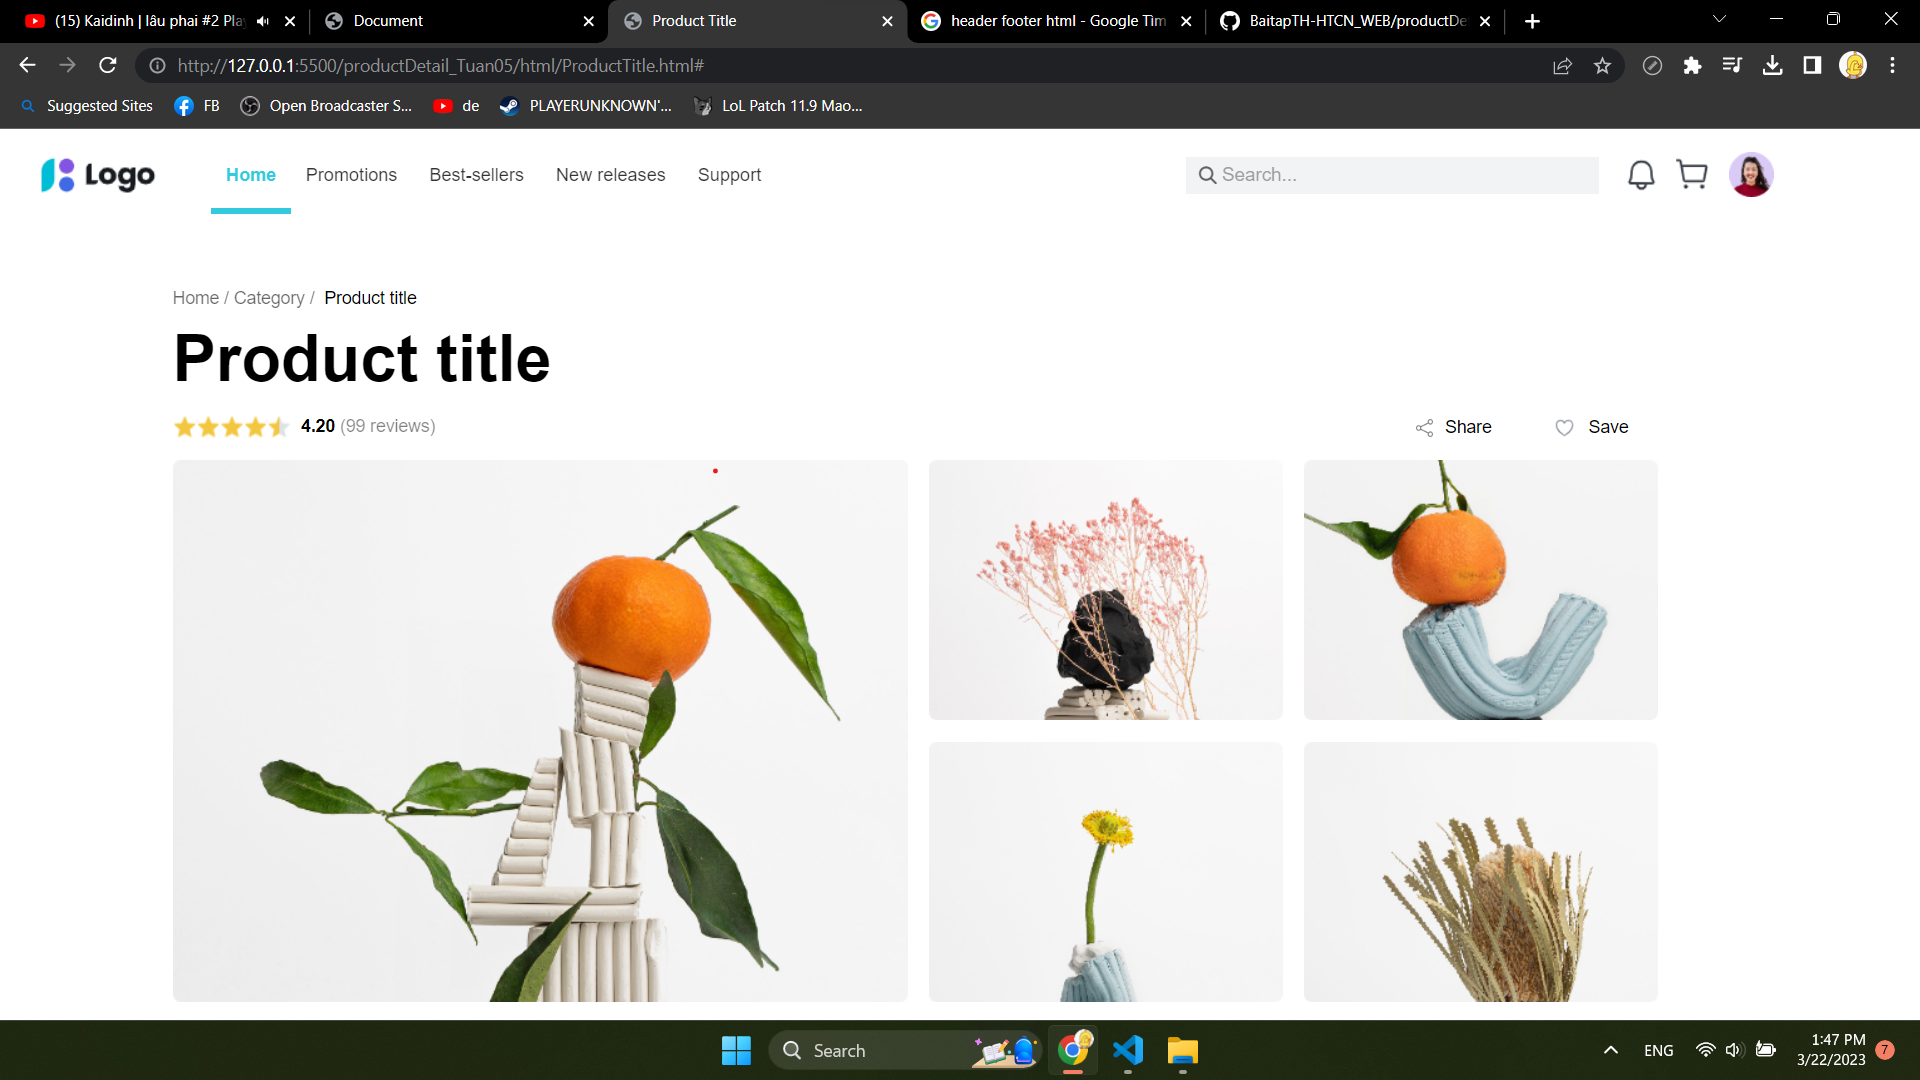 (15) Kaidinh | lâu phai #2 Pla
Document
Product Title
header footer html - Google Tìm
BaitapTH-HTCN_WEB/productDe
http://127.0.0.1:5500/productDetail_Tuan05/html/ProductTitle.html#
Suggested Sites
FB
Open Broadcaster S...
de
PLAYERUNKNOWN'...
LoL Patch 11.9 Mao...
Logo
Home
Promotions
Best-sellers
New releases
Support
Search...
Home / Category / Product title
Product title
4.20 (99 reviews)
Share
Save
Search
ENG
1:47 PM
3/22/2023
7